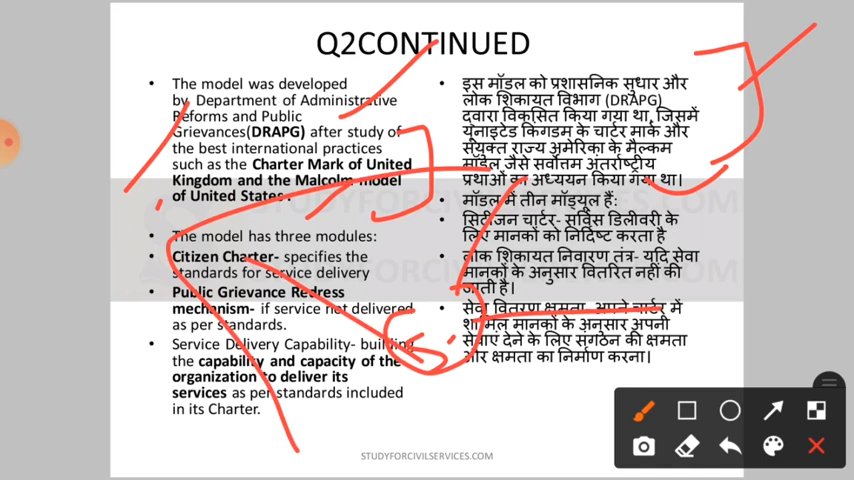 Q2CONTINUED
The model was developed
by Department of Administrative
Reforms and Public
Grievances(DRAPG) after study of
the best international practices
such as the Charter Mark of United
Kingdom and the Malcolm model
of United States .
The model has three modules:
Citizen Charter- specifies the
standards for service delivery
Public Grievance Redress
mechanism- if service not delivered
as per standards.
Service Delivery Capability- building
the capability and capacity of the
organization to deliver its
services as per standards included
in its Charter.
इस मॉडल को प्रशासनिक सुधार और
लोक शिकायत विभाग (DRAPG)
द्वारा विकसित किया गया था, जिसमें
यूनाइटेड किंगडम के चार्टर मार्क और
संयुक्त राज्य अमेरिका के मैल्कम
मॉडल जैसे सर्वोत्तम अंतर्राष्ट्रीय
प्रथाओं का अध्ययन किया गया था।
मॉडल में तीन मॉड्यूल हैं:
सिटीजन चार्टर- सर्विस डिलीवरी के
लिए मानकों को निर्दिष्ट करता है
लोक शिकायत निवारण तंत्र- यदि सेवा
मानकों के अनुसार वितरित नहीं की
जाती है।
सेवा वितरण क्षमता- अपने चार्टर में
शामिल मानकों के अनुसार अपनी
सेवाएं देने के लिए संगठन की क्षमता
और क्षमता का निर्माण करना।
STUDYFORCIVILSERVICES.COM